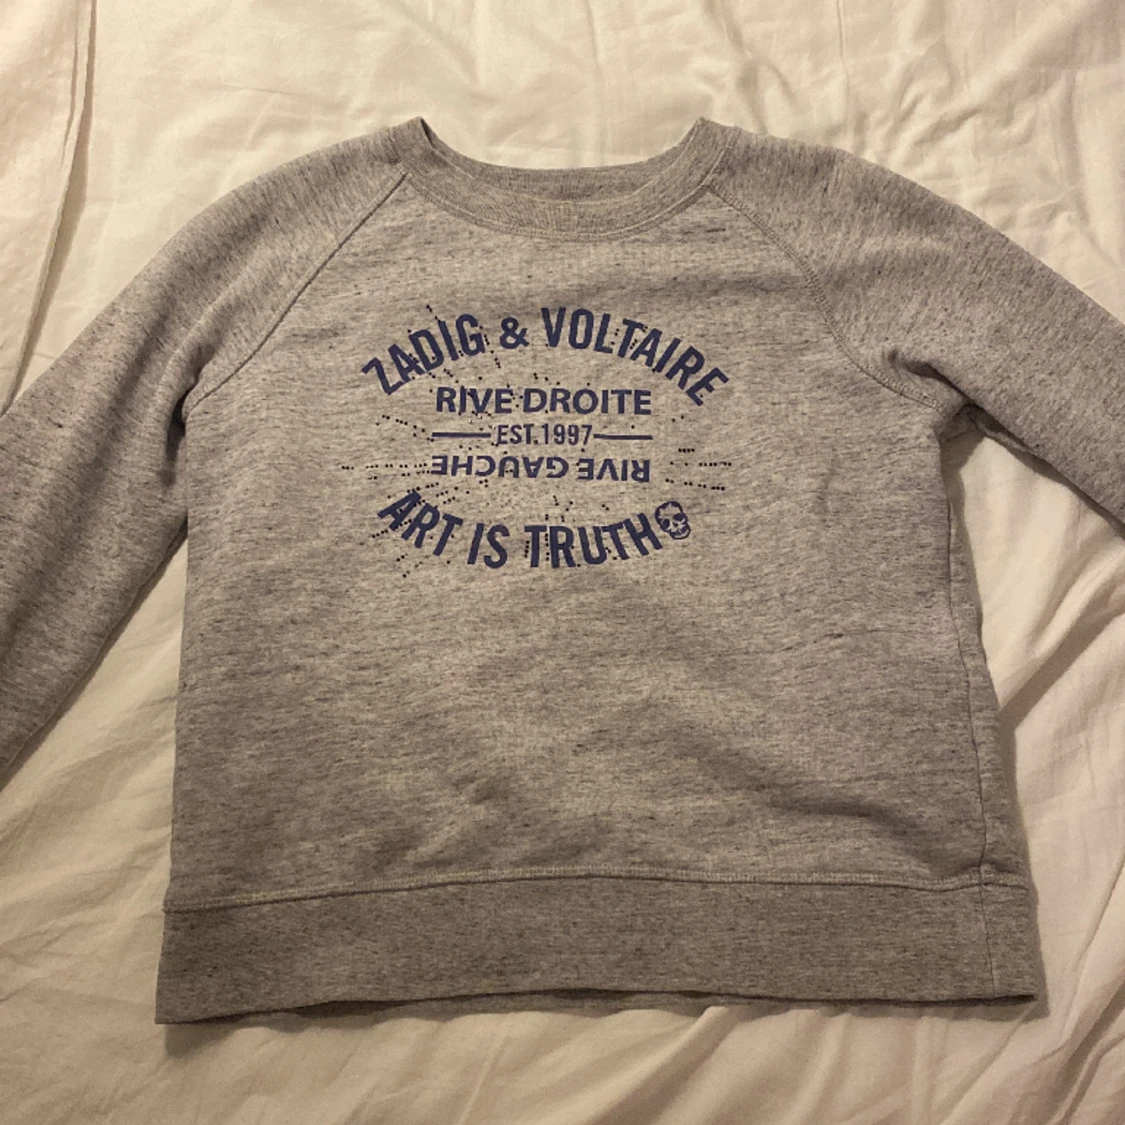 ZADIG & VOLTAIRE
RIVE DROITE
EST.1997
RIVE GAUCHE
ART IS TRUTH